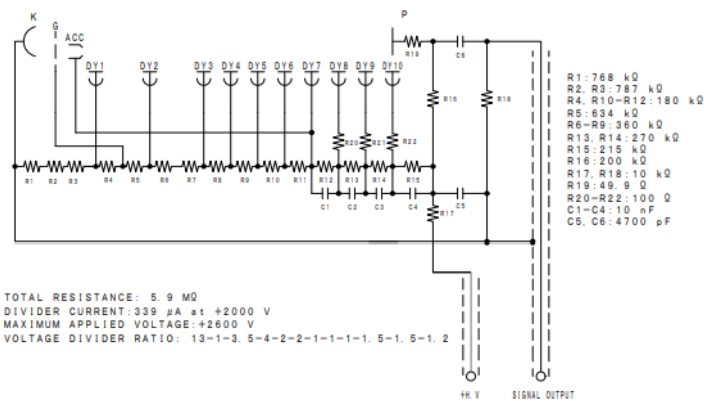 K G ACC P
DY1 DY2 DY3 DY4 DY5 DY6 DY7 DY8 DY9 DY10
R19 C6
R16 R18
R20 R21 R22
R1 R2 R3 R4 R5 R6 R7 R8 R9 R10 R11 R12 R13 R14 R15
C1 C2 C3 C4 C5
R17
R1:768 kΩ
R2, R3:787 kΩ
R4, R10-R12:180 kΩ
R5:634 kΩ
R6-R9:360 kΩ
R13, R14:270 kΩ
R15:215 kΩ
R16:200 kΩ
R17, R18:10 kΩ
R19:49.9 Ω
R20-R22:100 Ω
C1-C4:10 nF
C5, C6:4700 pF
TOTAL RESISTANCE: 5.9 MΩ
DIVIDER CURRENT:339 μA at +2000 V
MAXIMUM APPLIED VOLTAGE:+2600 V
VOLTAGE DIVIDER RATIO: 13-1-3.5-4-2-2-1-1-1-1.5-1.5-1.2
+H.V SIGNAL OUTPUT